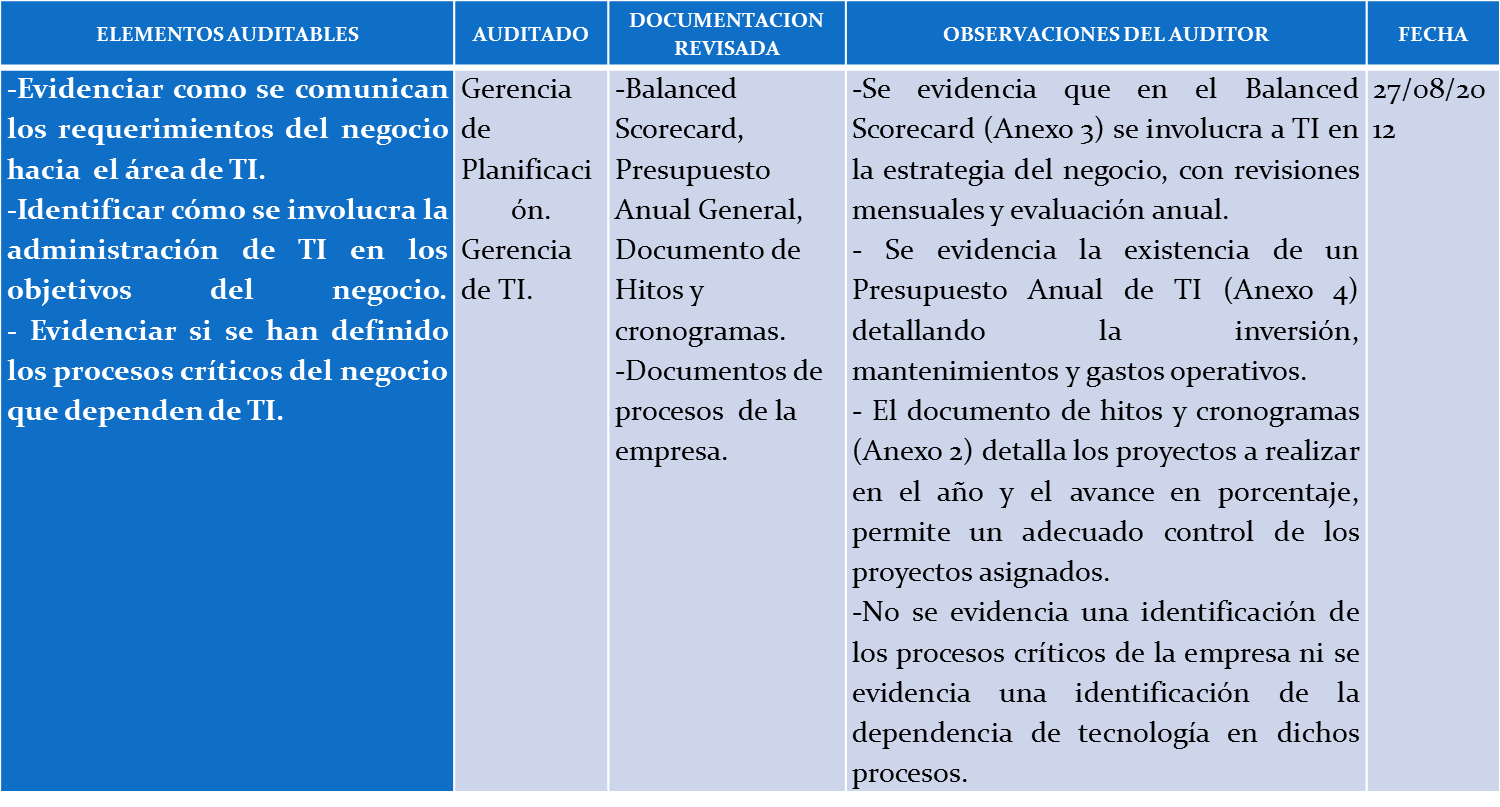 ELEMENTOS AUDITABLES
AUDITADO
DOCUMENTACION
REVISADA
OBSERVACIONES DEL AUDITOR
FECHA
-Evidenciar como se comunican
los requerimientos del negocio
hacia el área de TI.
-Identificar cómo se involucra la
administración de TI en los
objetivos del negocio.
- Evidenciar si se han definido
los procesos críticos del negocio
que dependen de TI.
Gerencia
de
Planificaci
ón.
Gerencia
de TI.
-Balanced
Scorecard,
Presupuesto
Anual General,
Documento de
Hitos y
cronogramas.
-Documentos de
procesos de la
empresa.
-Se evidencia que en el Balanced
Scorecard (Anexo 3) se involucra a TI en
la estrategia del negocio, con revisiones
mensuales y evaluación anual.
- Se evidencia la existencia de un
Presupuesto Anual de TI (Anexo 4)
detallando la inversión,
mantenimientos y gastos operativos.
- El documento de hitos y cronogramas
(Anexo 2) detalla los proyectos a realizar
en el año y el avance en porcentaje,
permite un adecuado control de los
proyectos asignados.
-No se evidencia una identificación de
los procesos críticos de la empresa ni se
evidencia una identificación de la
dependencia de tecnología en dichos
procesos.
27/08/20
12